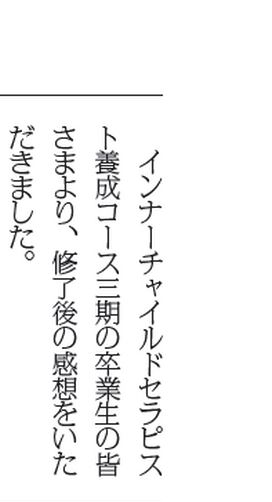 インナーチャイルドセラピス
ト養成コース三期の卒業生の皆
さまより、修了後の感想をいた
だきました。